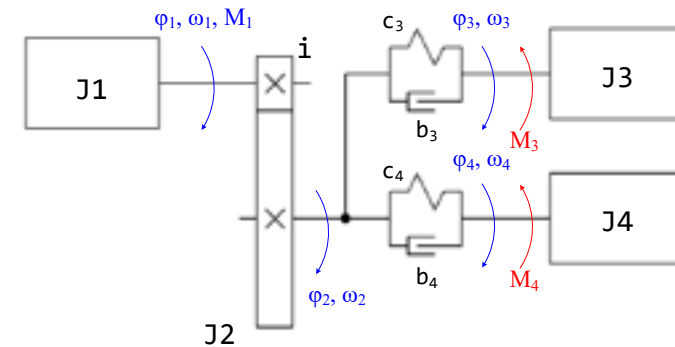 φ₁, ω₁, M₁
i
J1
c₃
φ₃, ω₃
J3
b₃
M₃
c₄
φ₄, ω₄
J4
b₄
M₄
φ₂, ω₂
J2